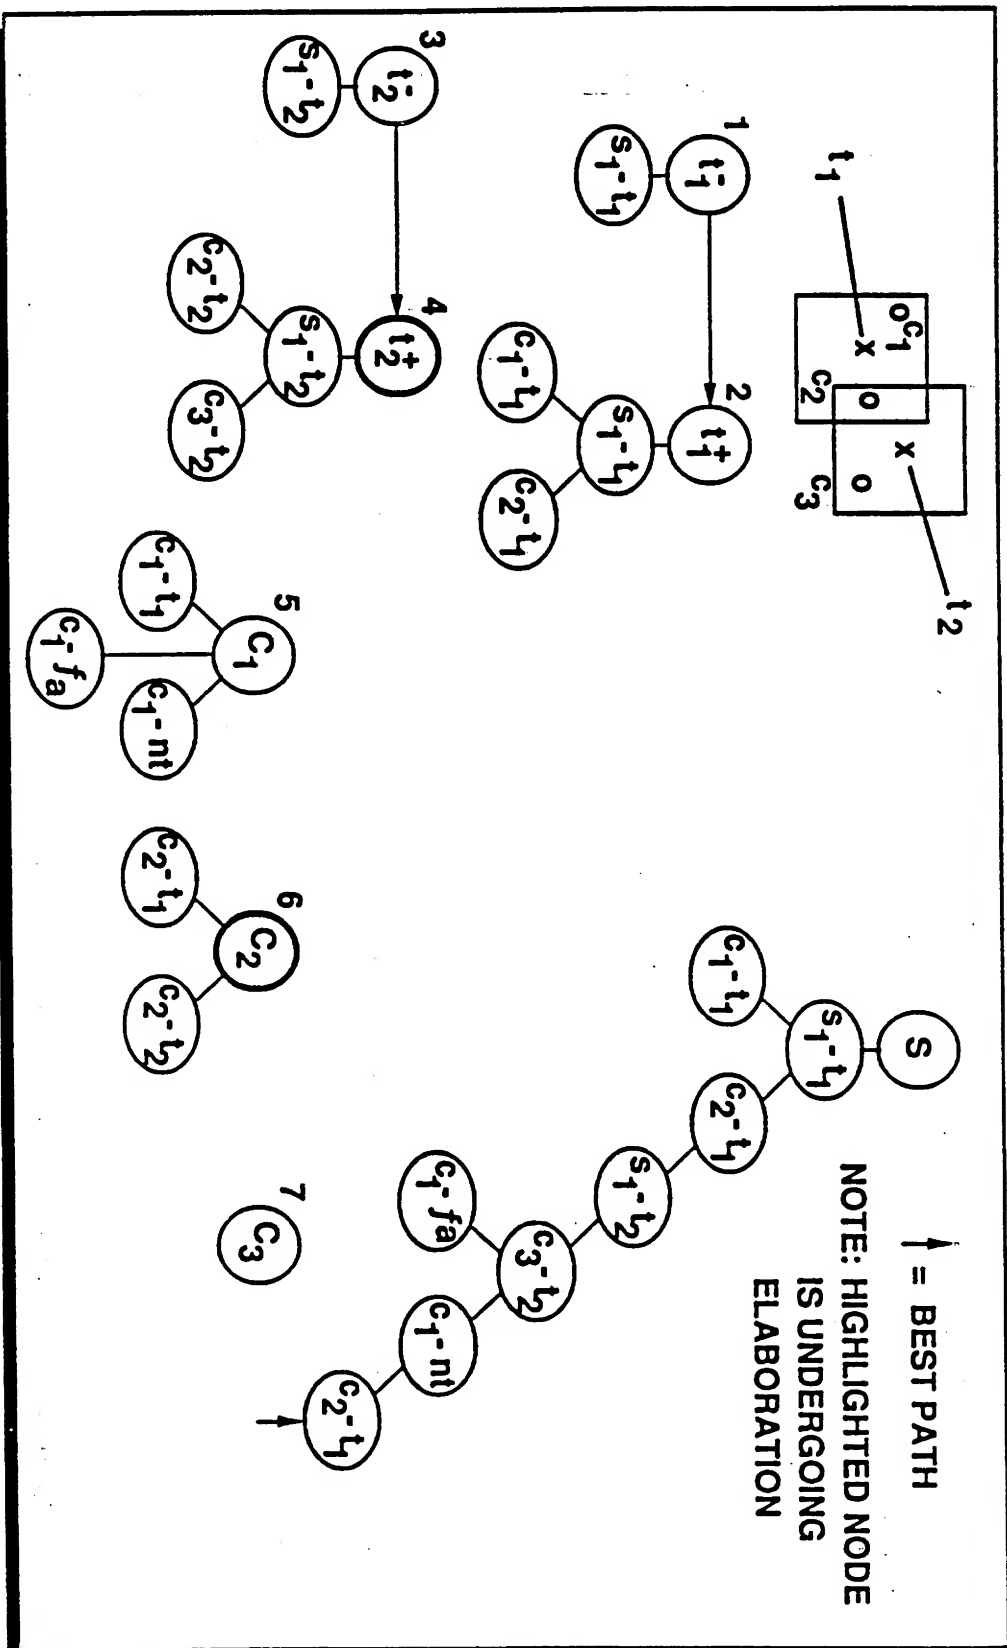 t₂
t₁
o
c₁
x
c₂
o
x
o
c₃
↑ = BEST PATH
NOTE: HIGHLIGHTED NODE
IS UNDERGOING
ELABORATION
1
t₁⁻
s₁-t₁
2
t₁⁺
s₁-t₁
c₁-t₁
c₂-t₁
3
t₂⁻
s₁-t₂
4
t₂⁺
s₁-t₂
c₂-t₂
c₃-t₂
5
C₁
c₁-t₁
c₁-fa
c₁-nt
6
C₂
c₂-t₁
c₂-t₂
7
C₃
S
s₁-t₁
c₁-t₁
c₂-t₁
s₁-t₂
c₃-t₂
c₁-fa
c₁-nt
c₂-t₁